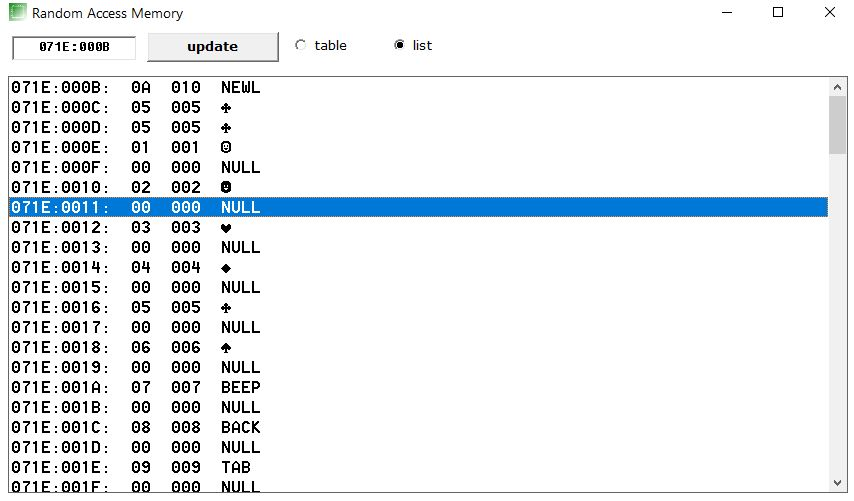 Random Access Memory
071E:000B update table list
071E:000B: 0A 010 NEWL
071E:000C: 05 005 ♣
071E:000D: 05 005 ♣
071E:000E: 01 001 ☺
071E:000F: 00 000 NULL
071E:0010: 02 002 ☻
071E:0011: 00 000 NULL
071E:0012: 03 003 ♥
071E:0013: 00 000 NULL
071E:0014: 04 004 ♦
071E:0015: 00 000 NULL
071E:0016: 05 005 ♣
071E:0017: 00 000 NULL
071E:0018: 06 006 ♠
071E:0019: 00 000 NULL
071E:001A: 07 007 BEEP
071E:001B: 00 000 NULL
071E:001C: 08 008 BACK
071E:001D: 00 000 NULL
071E:001E: 09 009 TAB
071E:001F: 00 000 NULL